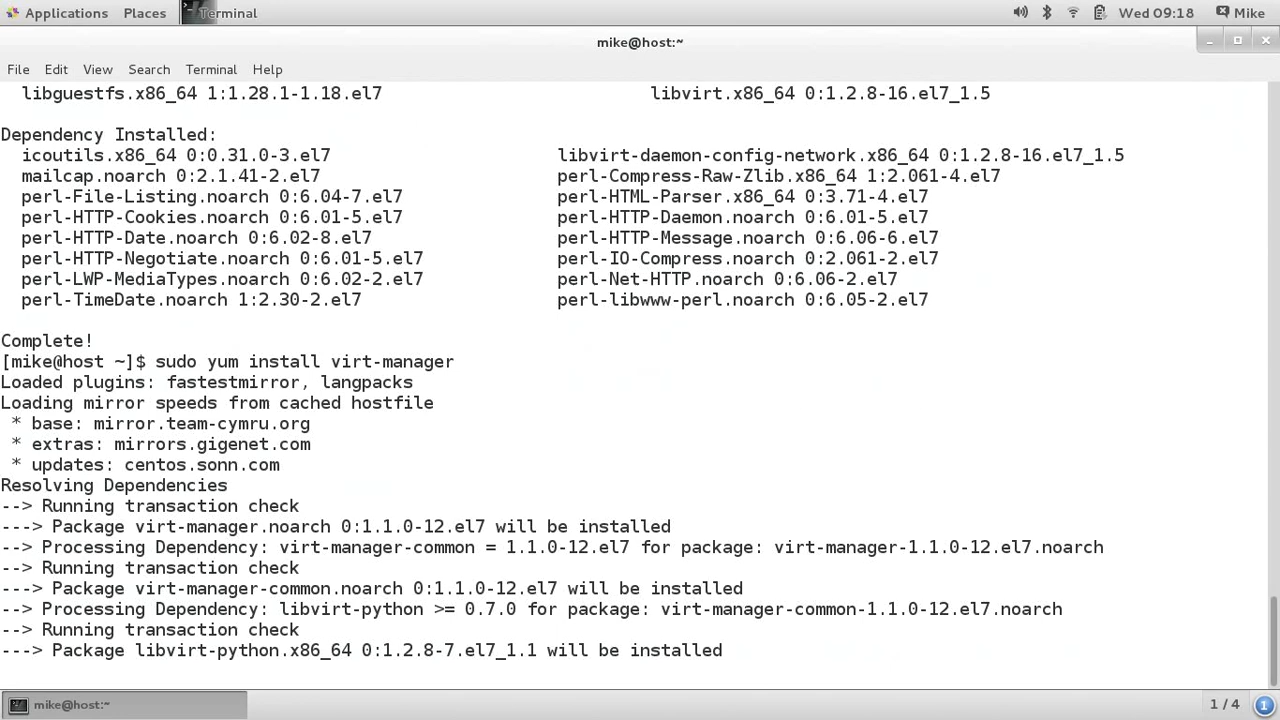 Applications Places Terminal Wed 09:18 Mike
mike@host:~
File Edit View Search Terminal Help
libguestfs.x86_64 1:1.28.1-1.18.el7 libvirt.x86_64 0:1.2.8-16.el7_1.5
Dependency Installed:
icoutils.x86_64 0:0.31.0-3.el7 libvirt-daemon-config-network.x86_64 0:1.2.8-16.el7_1.5
mailcap.noarch 0:2.1.41-2.el7 perl-Compress-Raw-Zlib.x86_64 1:2.061-4.el7
perl-File-Listing.noarch 0:6.04-7.el7 perl-HTML-Parser.x86_64 0:3.71-4.el7
perl-HTTP-Cookies.noarch 0:6.01-5.el7 perl-HTTP-Daemon.noarch 0:6.01-5.el7
perl-HTTP-Date.noarch 0:6.02-8.el7 perl-HTTP-Message.noarch 0:6.06-6.el7
perl-HTTP-Negotiate.noarch 0:6.01-5.el7 perl-IO-Compress.noarch 0:2.061-2.el7
perl-LWP-MediaTypes.noarch 0:6.02-2.el7 perl-Net-HTTP.noarch 0:6.06-2.el7
perl-TimeDate.noarch 1:2.30-2.el7 perl-libwww-perl.noarch 0:6.05-2.el7
Complete!
[mike@host ~]$ sudo yum install virt-manager
Loaded plugins: fastestmirror, langpacks
Loading mirror speeds from cached hostfile
* base: mirror.team-cymru.org
* extras: mirrors.gigenet.com
* updates: centos.sonn.com
Resolving Dependencies
--> Running transaction check
---> Package virt-manager.noarch 0:1.1.0-12.el7 will be installed
--> Processing Dependency: virt-manager-common = 1.1.0-12.el7 for package: virt-manager-1.1.0-12.el7.noarch
--> Running transaction check
---> Package virt-manager-common.noarch 0:1.1.0-12.el7 will be installed
--> Processing Dependency: libvirt-python >= 0.7.0 for package: virt-manager-common-1.1.0-12.el7.noarch
--> Running transaction check
---> Package libvirt-python.x86_64 0:1.2.8-7.el7_1.1 will be installed
mike@host:~ 1 / 4 1